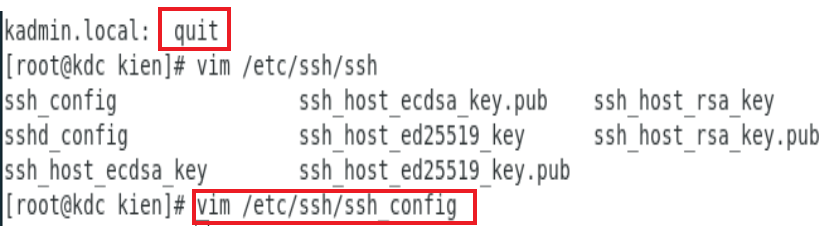 kadmin.local: quit
[root@kdc kien]# vim /etc/ssh/ssh
ssh_config ssh_host_ecdsa_key.pub ssh_host_rsa_key
sshd_config ssh_host_ed25519_key ssh_host_rsa_key.pub
ssh_host_ecdsa_key ssh_host_ed25519_key.pub
[root@kdc kien]# vim /etc/ssh/ssh_config